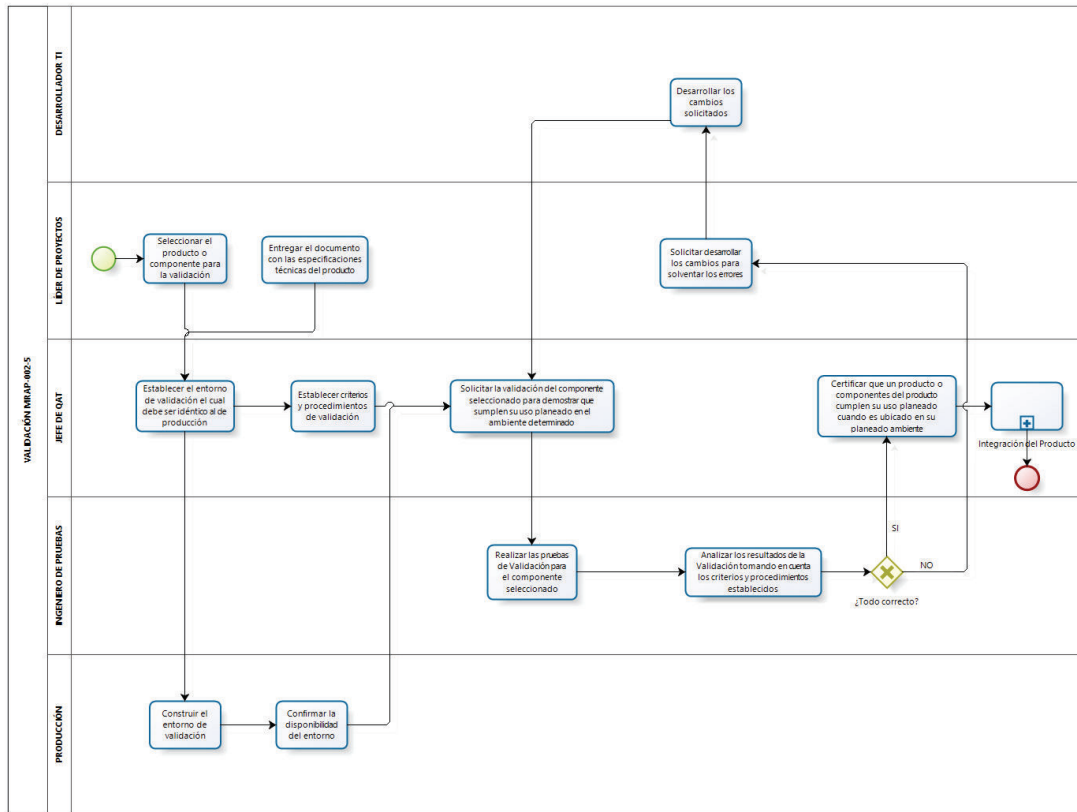 VALIDACIÓN MRAP-002-5
DESARROLLADOR TI
Desarrollar los
cambios
solicitados
LÍDER DE PROYECTOS
Seleccionar el
producto o
componente para
la validación
Entregar el documento
con las especificaciones
técnicas del producto
Solicitar desarrollar
los cambios para
solventar los errores
JEFE QAT
Establecer el entorno
de validación el cual
debe ser idéntico al de
producción
Establecer criterios
y procedimientos
de validación
Solicitar la validación del componente
seleccionado para demostrar que
sumplen su uso planeado en el
ambiente determinado
Certificar que un producto o
componentes del producto
cumplen su uso planeado
cuando es ubicado en su
planeado ambiente
Integración del Producto
INGENIERO DE PRUEBAS
Realizar las pruebas
de Validación para
el componente
seleccionado
Analizar los resultados de la
Validación tomando en cuenta
los criterios y procedimientos
establecidos
SI
NO
¿Todo correcto?
PRODUCCIÓN
Construir el
entorno de
validación
Confirmar la
disponibilidad
del entorno